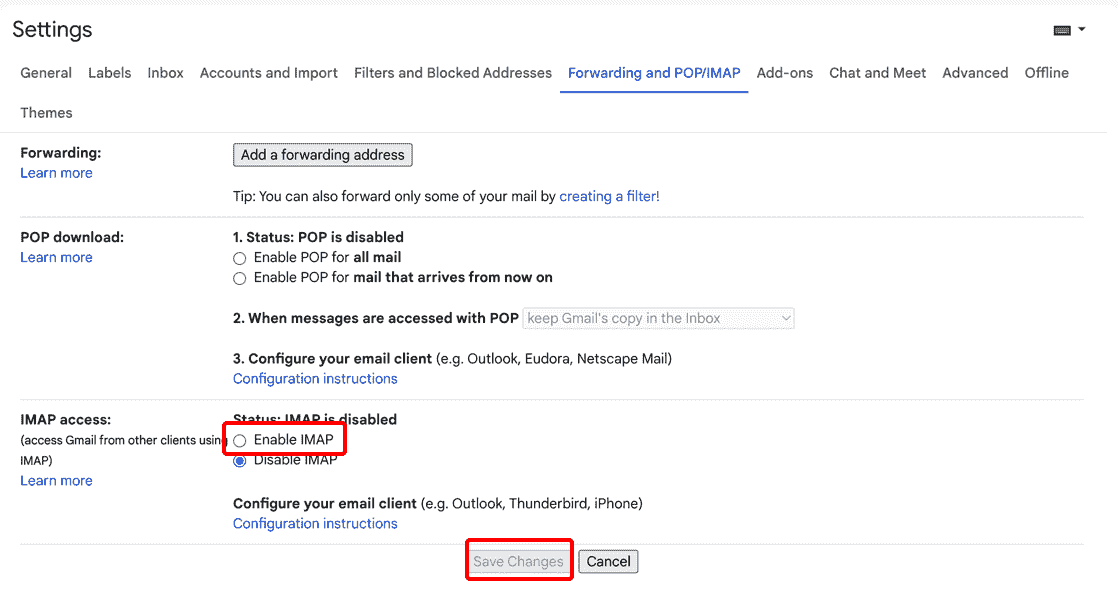 Settings
General Labels Inbox Accounts and Import Filters and Blocked Addresses Forwarding and POP/IMAP Add-ons Chat and Meet Advanced Offline
Themes
Forwarding:
Learn more
Add a forwarding address
Tip: You can also forward only some of your mail by creating a filter!
POP download:
Learn more
1. Status: POP is disabled
Enable POP for all mail
Enable POP for mail that arrives from now on
2. When messages are accessed with POP keep Gmail's copy in the Inbox
3. Configure your email client (e.g. Outlook, Eudora, Netscape Mail)
Configuration instructions
IMAP access:
(access Gmail from other clients using
IMAP)
Learn more
Status: IMAP is disabled
Enable IMAP
Disable IMAP
Configure your email client (e.g. Outlook, Thunderbird, iPhone)
Configuration instructions
Save Changes Cancel